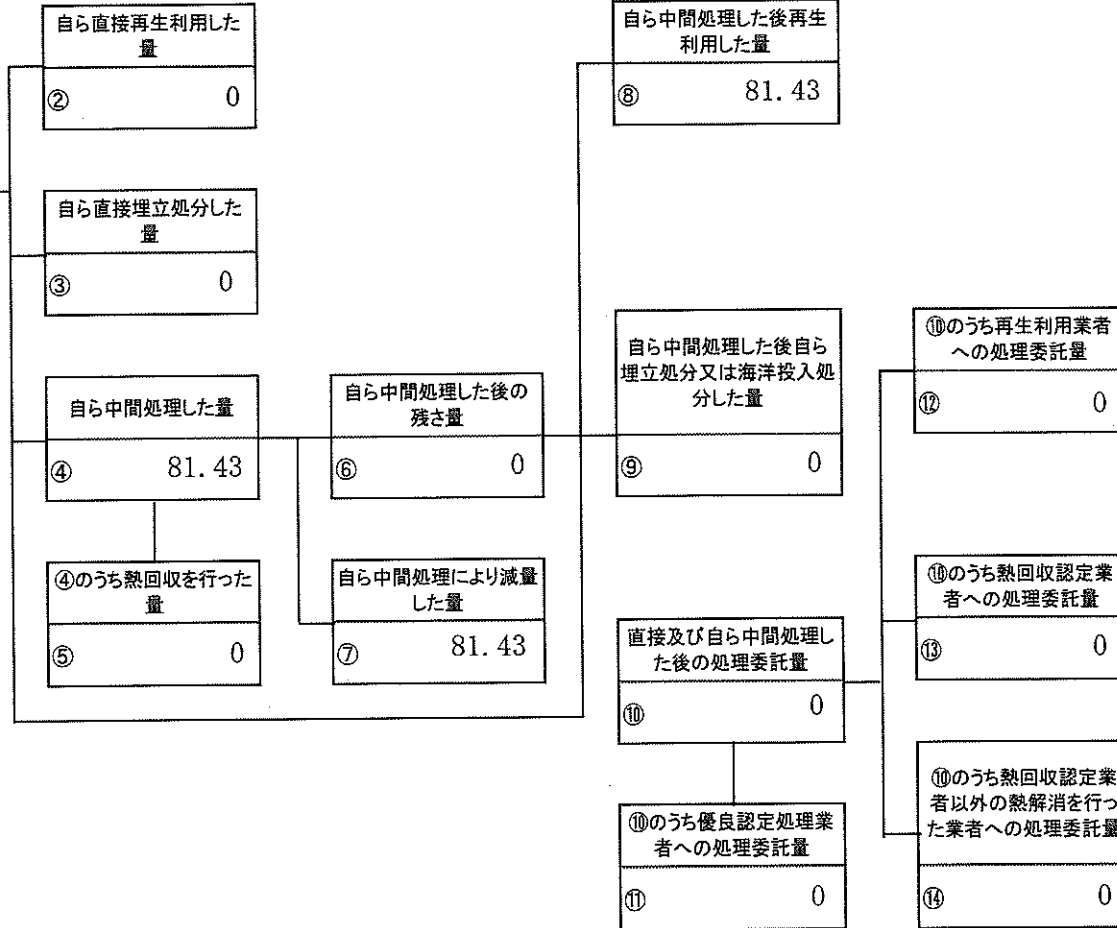 自ら直接再生利用した
量
② 0
自ら直接埋立処分した
量
③ 0
自ら中間処理した量
④ 81.43
④のうち熱回収を行った
量
⑤ 0
自ら中間処理した後の
残さ量
⑥ 0
自ら中間処理により減量
した量
⑦ 81.43
自ら中間処理した後再生
利用した量
⑧ 81.43
自ら中間処理した後自ら
埋立処分又は海洋投入処
分した量
⑨ 0
直接及び自ら中間処理し
た後の処理委託量
⑩ 0
⑩のうち優良認定処理業
者への処理委託量
⑪ 0
⑩のうち再生利用業者
への処理委託量
⑫ 0
⑩のうち熱回収認定業
者への処理委託量
⑬ 0
⑩のうち熱回収認定業
者以外の熱解消を行っ
た業者への処理委託量
⑭ 0